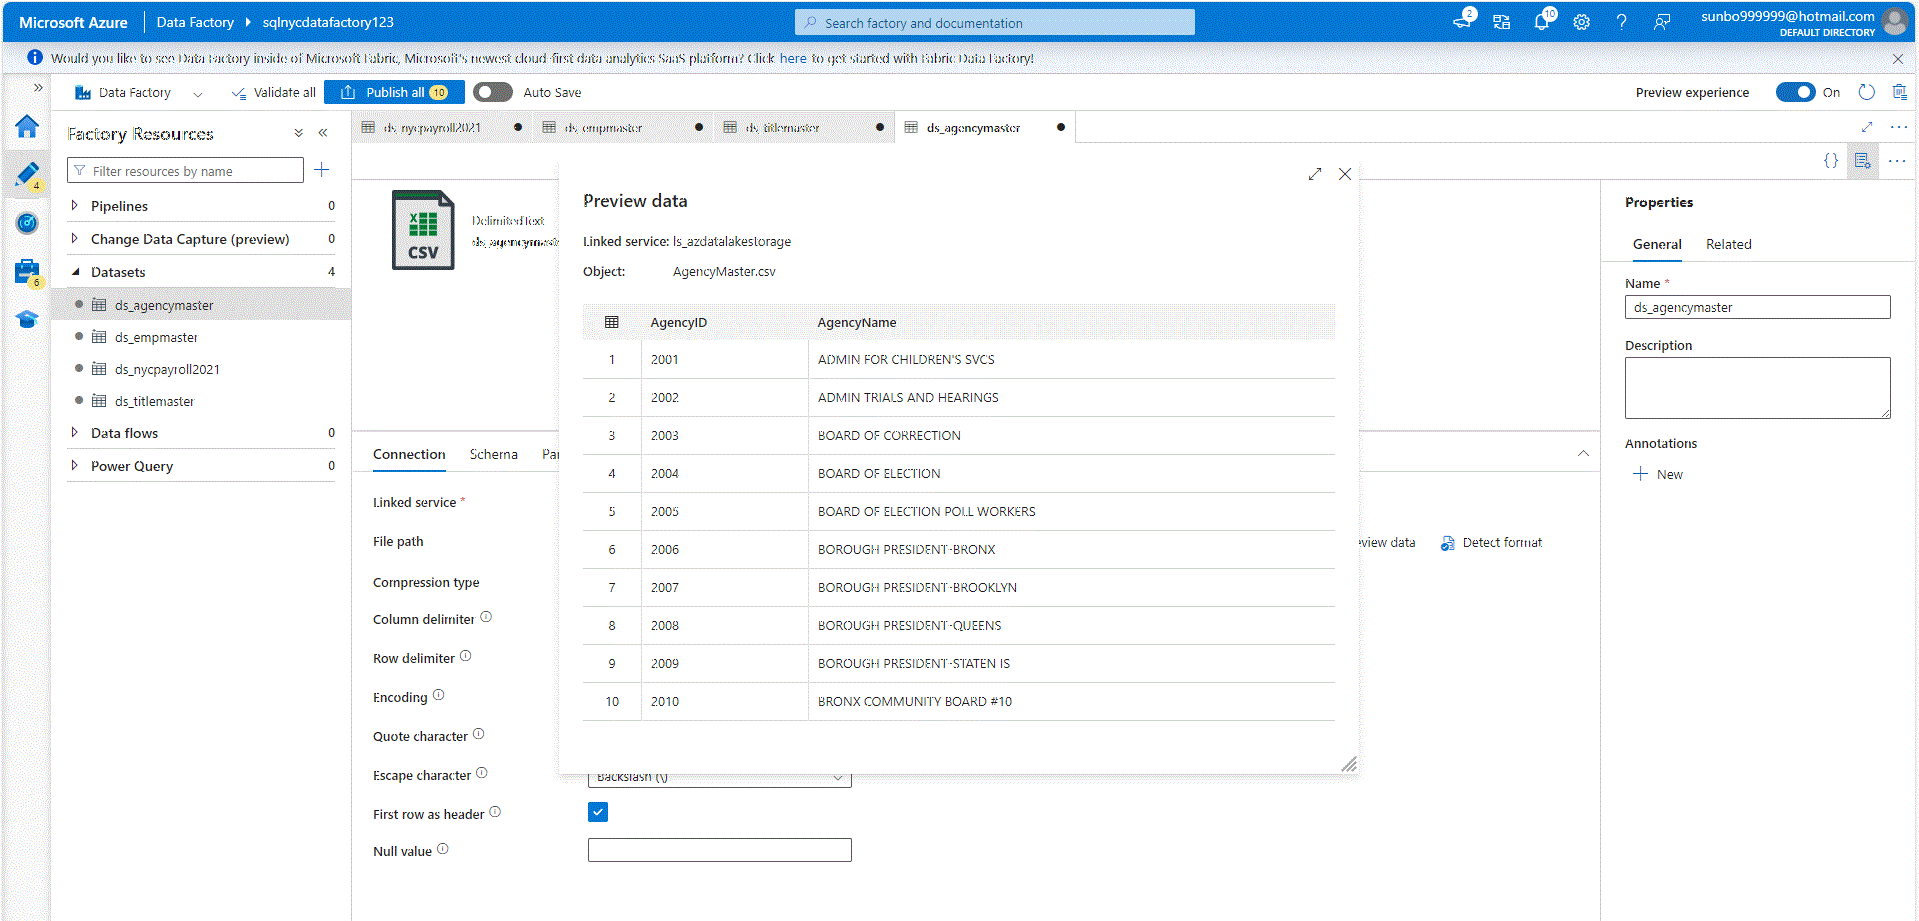 Microsoft Azure
Data Factory
sqlnycdatafactory123
Search factory and documentation
2
10
sunbo999999@hotmail.com
DEFAULT DIRECTORY
Would you like to see Data Factory inside of Microsoft Fabric, Microsoft's newest cloud-first data analytics SaaS platform? Click here to get started with Fabric Data Factory!
Data Factory
Validate all
Publish all 10
Auto Save
Preview experience
On
Factory Resources
Filter resources by name
4
6
Pipelines 0
Change Data Capture (preview) 0
Datasets 4
ds_agencymaster
ds_empmaster
ds_nycpayroll2021
ds_titlemaster
Data flows 0
Power Query 0
ds_nycpayroll2021
ds_empmaster
ds_titlemaster
ds_agencymaster
CSV
DelimitedText
ds_agencymaste
Connection
Schema
Par
Linked service *
File path
Compression type
Column delimiter
Row delimiter
Encoding
Quote character
Escape character
Backslash (\)
First row as header
Null value
eview data
Detect format
Preview data
Linked service: ls_azdatalakestorage
Object: AgencyMaster.csv
AgencyID AgencyName
1 2001 ADMIN FOR CHILDREN'S SVCS
2 2002 ADMIN TRIALS AND HEARINGS
3 2003 BOARD OF CORRECTION
4 2004 BOARD OF ELECTION
5 2005 BOARD OF ELECTION POLL WORKERS
6 2006 BOROUGH PRESIDENT-BRONX
7 2007 BOROUGH PRESIDENT-BROOKLYN
8 2008 BOROUGH PRESIDENT-QUEENS
9 2009 BOROUGH PRESIDENT-STATEN IS
10 2010 BRONX COMMUNITY BOARD #10
Properties
General
Related
Name *
ds_agencymaster
Description
Annotations
New